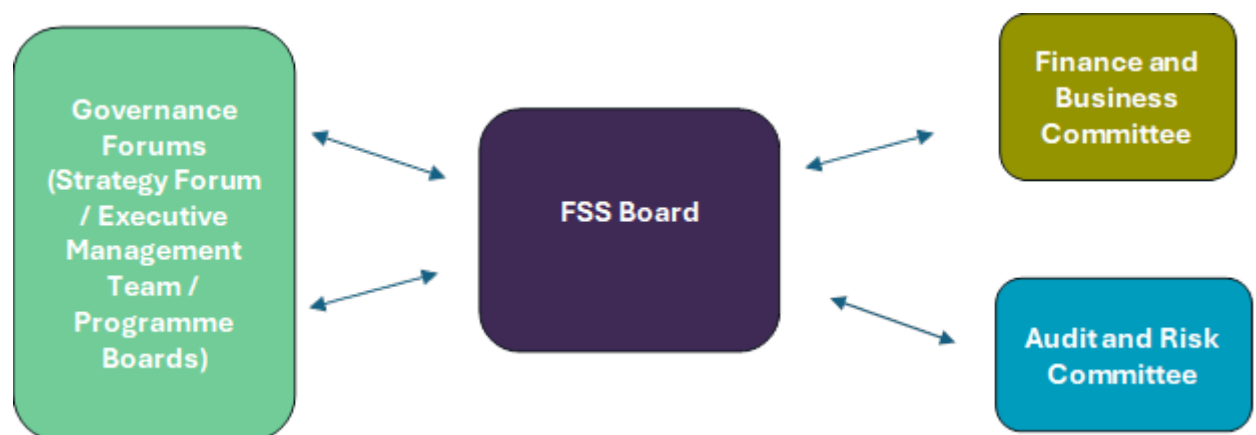 Governance
Forums
(Strategy Forum
/ Executive
Management
Team /
Programme
Boards)
FSS Board
Finance and
Business
Committee
Audit and Risk
Committee